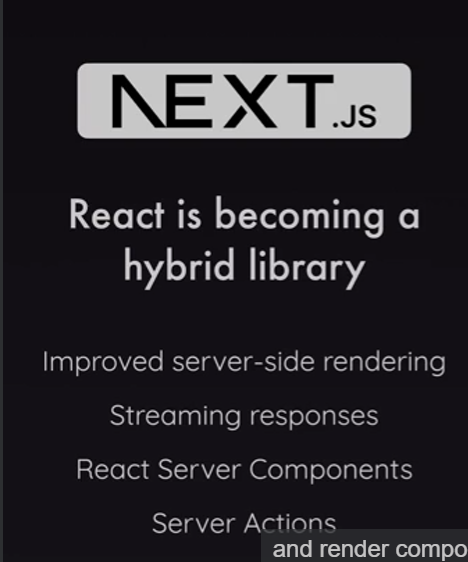 NEXT.JS
React is becoming a
hybrid library
Improved server-side rendering
Streaming responses
React Server Components
Server Actions
and render compo